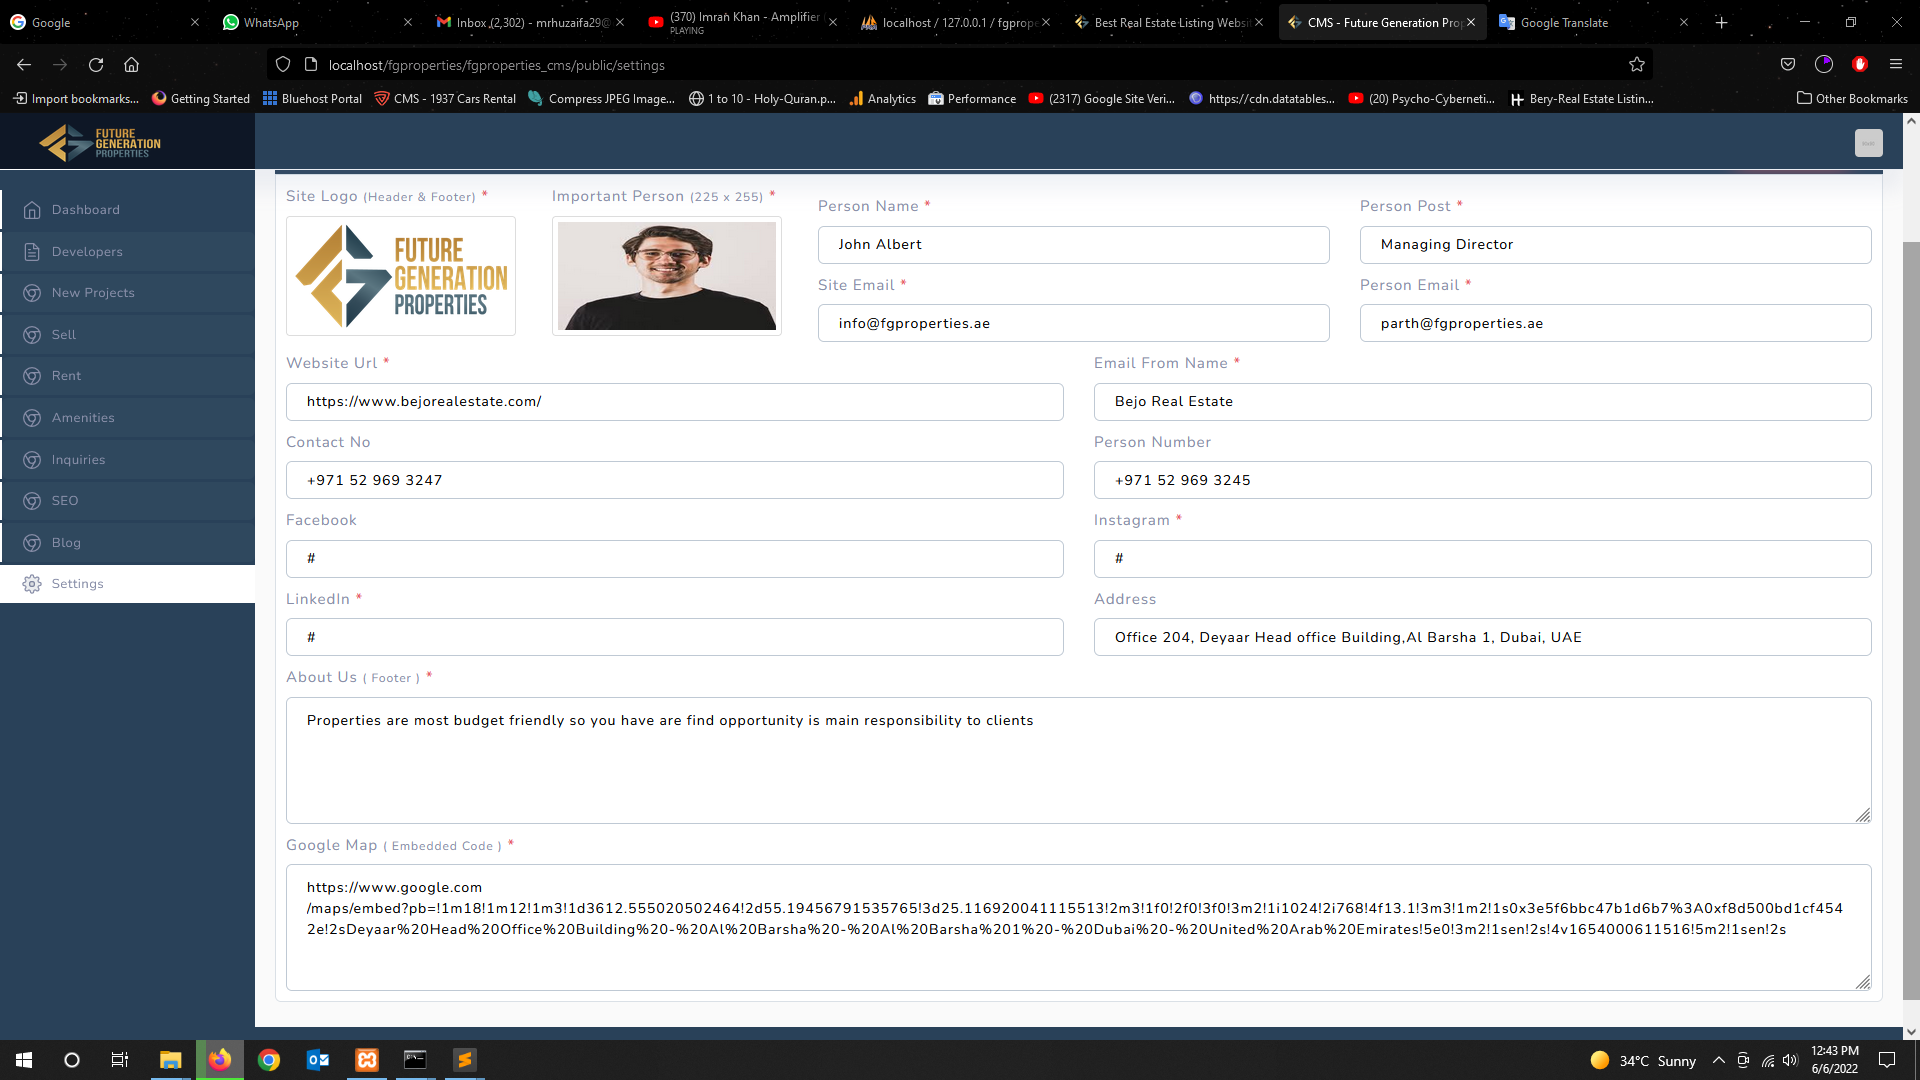 Google
WhatsApp
Inbox (2,302) - mrhuzaifa29@
(370) Imran Khan - Amplifier
PLAYING
localhost / 127.0.0.1 / fgprope
Best Real Estate Listing Websi
CMS - Future Generation Prop
Google Translate
localhost/fgproperties/fgproperties_cms/public/settings
Import bookmarks...
Getting Started
Bluehost Portal
CMS - 1937 Cars Rental
Compress JPEG Image...
1 to 10 - Holy-Quran.p...
Analytics
Performance
(2317) Google Site Veri...
https://cdn.datatables...
(20) Psycho-Cyberneti...
Bery-Real Estate Listin...
Other Bookmarks
FUTURE
GENERATION
PROPERTIES
Dashboard
Developers
New Projects
Sell
Rent
Amenities
Inquiries
SEO
Blog
Settings
Site Logo (Header & Footer) *
Important Person (225 x 255) *
FUTURE
GENERATION
PROPERTIES
Person Name *
Person Post *
John Albert
Managing Director
Site Email *
Person Email *
info@fgproperties.ae
parth@fgproperties.ae
Website Url *
Email From Name *
https://www.bejorealestate.com/
Bejo Real Estate
Contact No
Person Number
+971 52 969 3247
+971 52 969 3245
Facebook
Instagram *
#
#
LinkedIn *
Address
#
Office 204, Deyaar Head office Building,Al Barsha 1, Dubai, UAE
About Us ( Footer ) *
Properties are most budget friendly so you have are find opportunity is main responsibility to clients
Google Map ( Embedded Code ) *
https://www.google.com
/maps/embed?pb=!1m18!1m12!1m3!1d3612.555020502464!2d55.19456791535765!3d25.116920041115513!2m3!1f0!2f0!3f0!3m2!1i1024!2i768!4f13.1!3m3!1m2!1s0x3e5f6bbc47b1d6b7%3A0xf8d500bd1cf454
2e!2sDeyaar%20Head%20Office%20Building%20-%20Al%20Barsha%20-%20Al%20Barsha%201%20-%20Dubai%20-%20United%20Arab%20Emirates!5e0!3m2!1sen!2s!4v1654000611516!5m2!1sen!2s
34°C Sunny
12:43 PM
6/6/2022